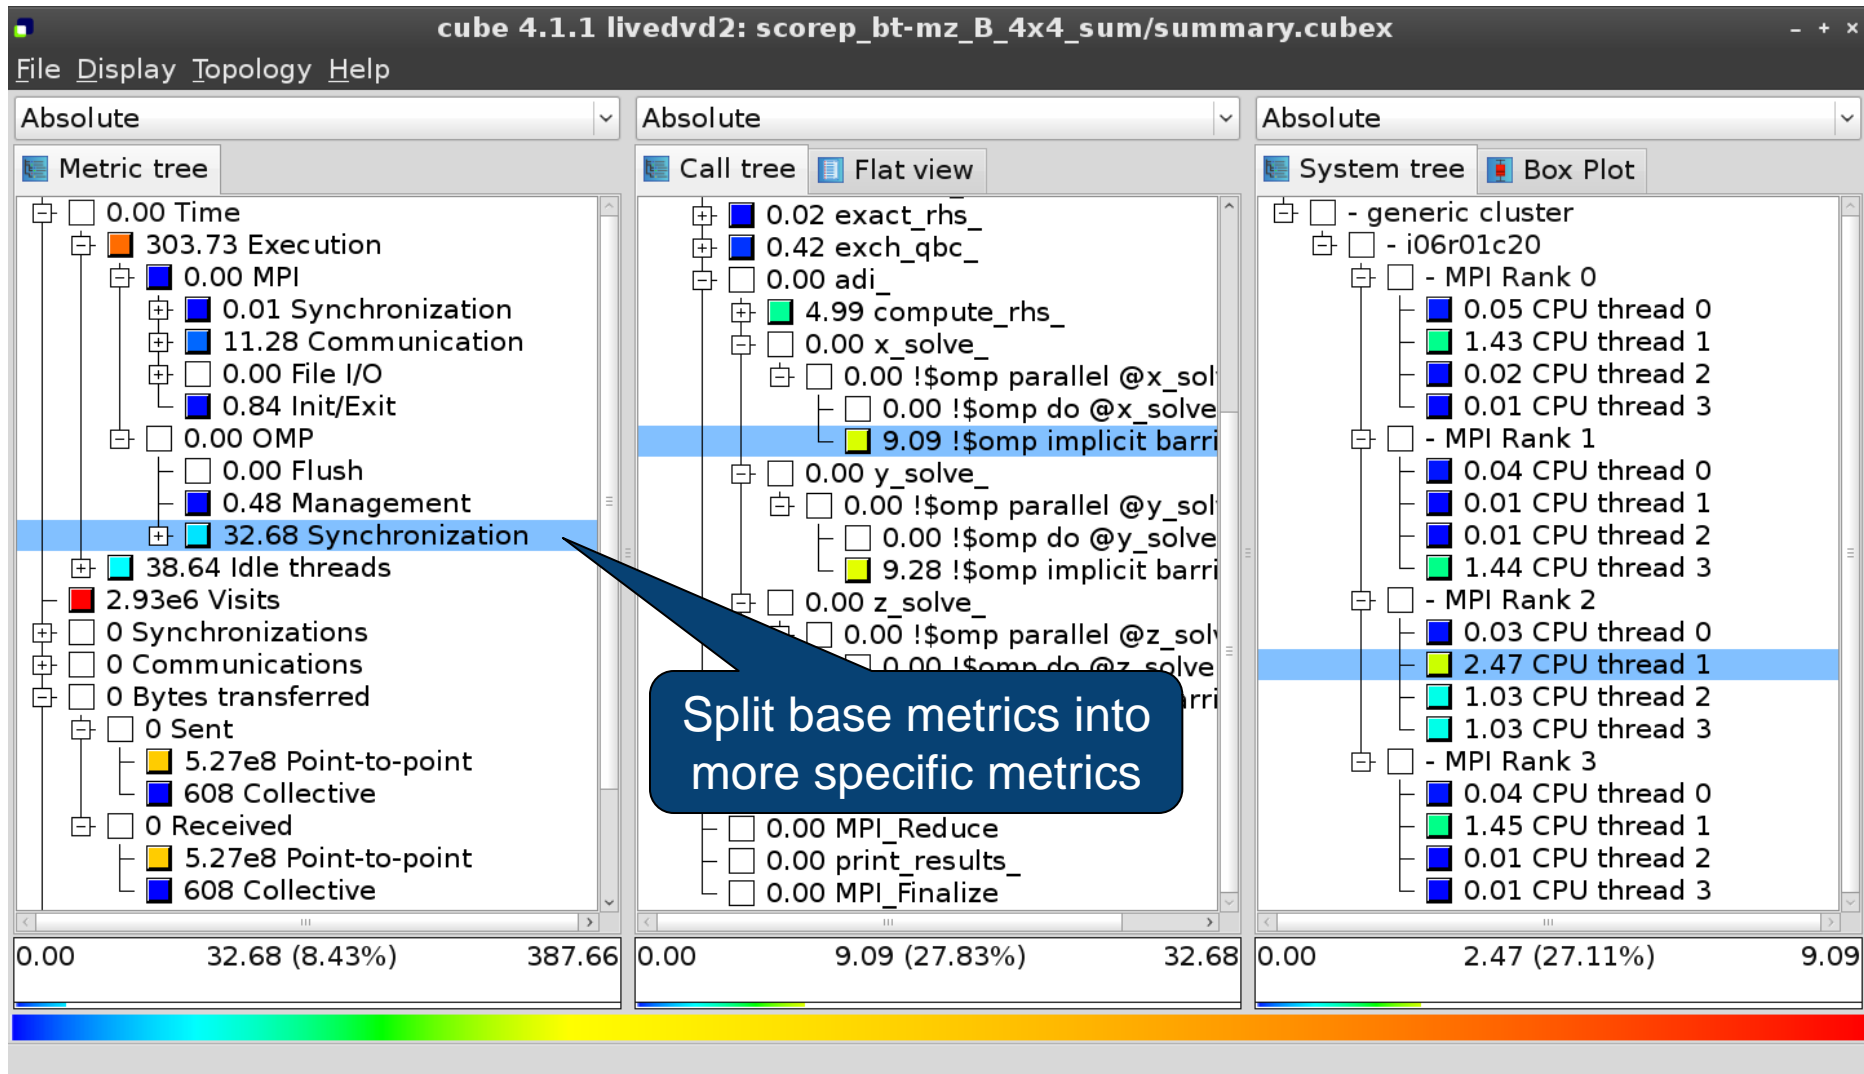 cube 4.1.1 livedvd2: scorep_bt-mz_B_4x4_sum/summary.cubex
File Display Topology Help
Absolute
Metric tree
0.00 Time
303.73 Execution
0.00 MPI
0.01 Synchronization
11.28 Communication
0.00 File I/O
0.84 Init/Exit
0.00 OMP
0.00 Flush
0.48 Management
32.68 Synchronization
38.64 Idle threads
2.93e6 Visits
0 Synchronizations
0 Communications
0 Bytes transferred
0 Sent
5.27e8 Point-to-point
608 Collective
0 Received
5.27e8 Point-to-point
608 Collective
0.00 32.68 (8.43%) 387.66
Absolute
Call tree Flat view
0.02 exact_rhs_
0.42 exch_qbc_
0.00 adi_
4.99 compute_rhs_
0.00 x_solve_
0.00 !$omp parallel @x_sol
0.00 !$omp do @x_solve
9.09 !$omp implicit barri
0.00 y_solve_
0.00 !$omp parallel @y_sol
0.00 !$omp do @y_solve
9.28 !$omp implicit barri
0.00 z_solve_
0.00 !$omp parallel @z_solv
0.00 !$omp do @z_solve
arri
Split base metrics into
more specific metrics
0.00 MPI_Reduce
0.00 print_results_
0.00 MPI_Finalize
0.00 9.09 (27.83%) 32.68
Absolute
System tree Box Plot
- generic cluster
- i06r01c20
- MPI Rank 0
0.05 CPU thread 0
1.43 CPU thread 1
0.02 CPU thread 2
0.01 CPU thread 3
- MPI Rank 1
0.04 CPU thread 0
0.01 CPU thread 1
0.01 CPU thread 2
1.44 CPU thread 3
- MPI Rank 2
0.03 CPU thread 0
2.47 CPU thread 1
1.03 CPU thread 2
1.03 CPU thread 3
- MPI Rank 3
0.04 CPU thread 0
1.45 CPU thread 1
0.01 CPU thread 2
0.01 CPU thread 3
0.00 2.47 (27.11%) 9.09